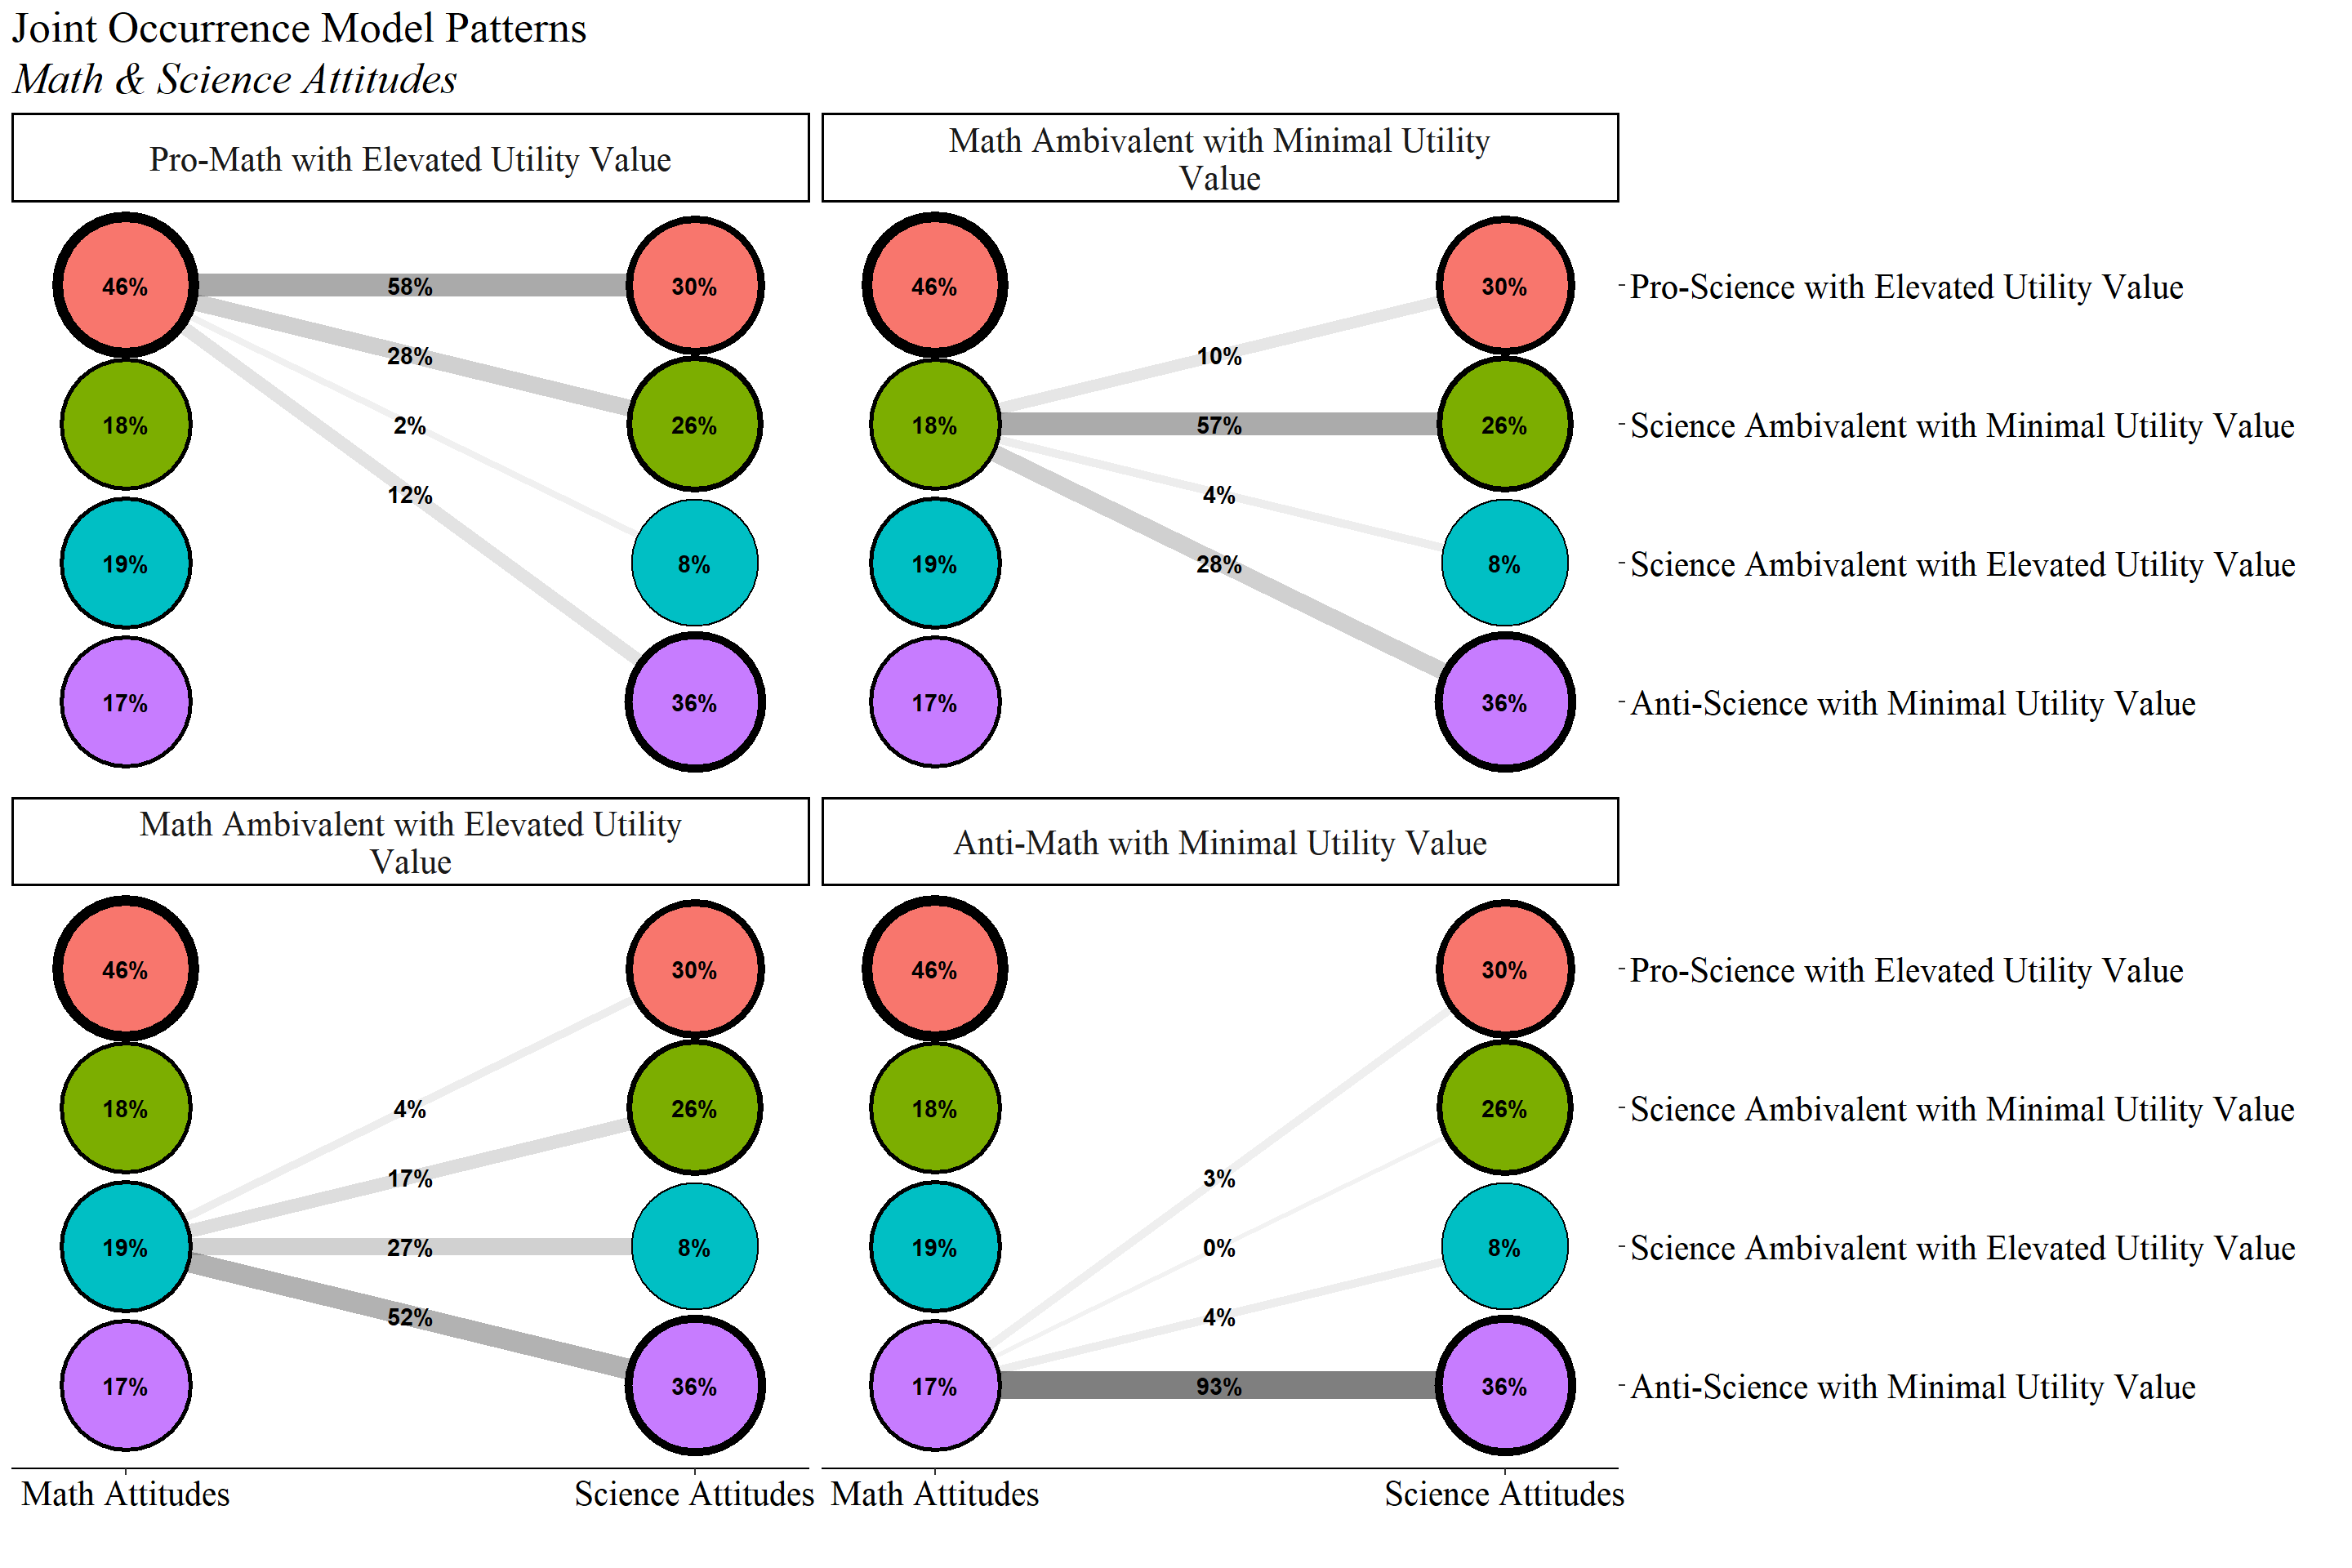 Joint Occurrence Model Patterns
Math & Science Attitudes
Pro-Math with Elevated Utility Value
Math Ambivalent with Minimal Utility
Value
46%
58%
30%
28%
18%
2%
26%
12%
19%
8%
17%
36%
46%
10%
30%
Pro-Science with Elevated Utility Value
18%
57%
26%
Science Ambivalent with Minimal Utility Value
4%
19%
28%
8%
Science Ambivalent with Elevated Utility Value
17%
36%
Anti-Science with Minimal Utility Value
Math Ambivalent with Elevated Utility
Value
Anti-Math with Minimal Utility Value
46%
30%
18%
4%
26%
17%
19%
27%
8%
52%
17%
36%
46%
30%
Pro-Science with Elevated Utility Value
18%
26%
Science Ambivalent with Minimal Utility Value
3%
19%
0%
8%
Science Ambivalent with Elevated Utility Value
4%
17%
93%
36%
Anti-Science with Minimal Utility Value
Math Attitudes
Science Attitudes
Math Attitudes
Science Attitudes